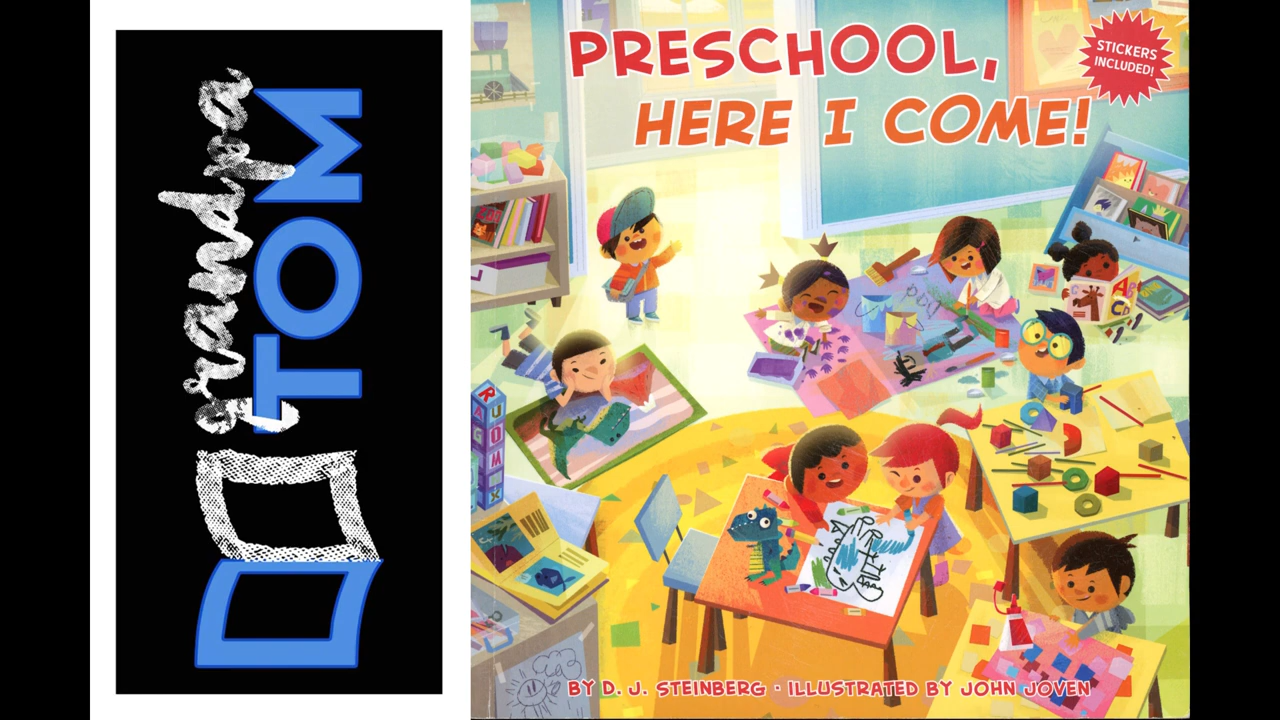 grandpa
TOM
PRESCHOOL,
HERE I COME!
STICKERS
INCLUDED!
BY D. J. STEINBERG · ILLUSTRATED BY JOHN JOVEN